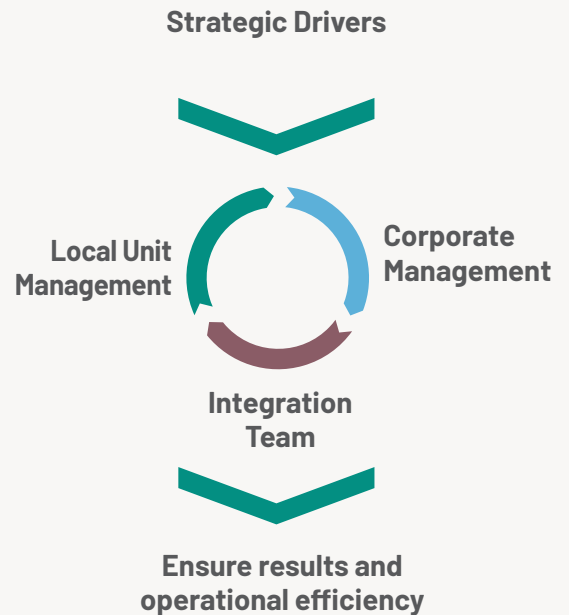 Strategic Drivers
Local Unit
Management
Corporate
Management
Integration
Team
Ensure results and
operational efficiency